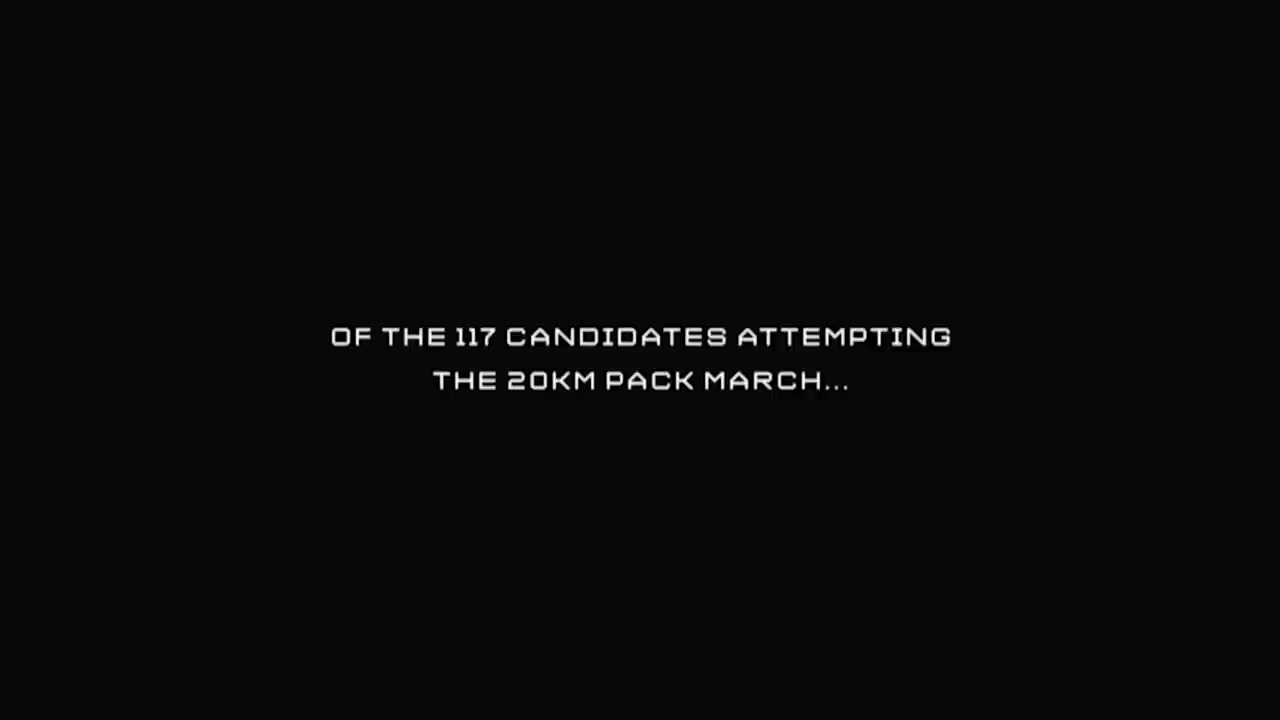 OF THE 117 CANDIDATES ATTEMPTING
THE 20KM PACK MARCH...